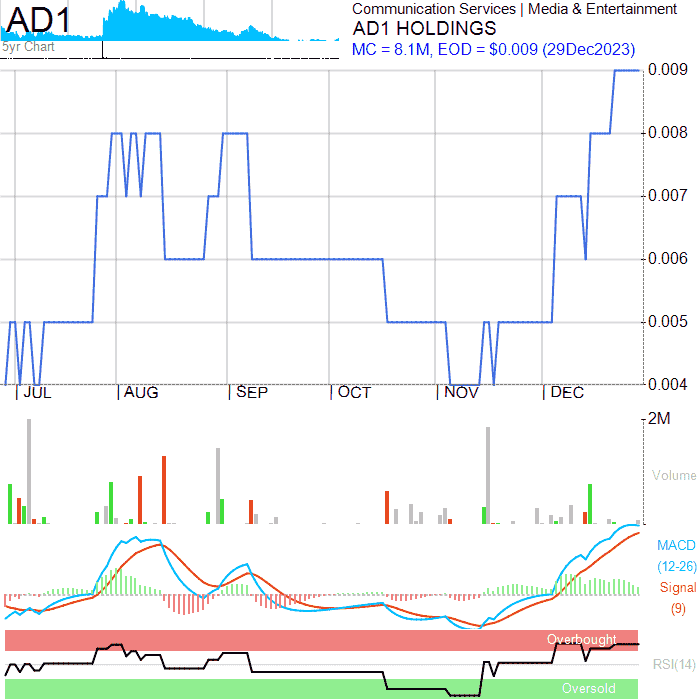 AD1
5yr Chart
Communication Services | Media & Entertainment
AD1 HOLDINGS
MC = 8.1M, EOD = $0.009 (29Dec2023)
0.009
0.008
0.007
0.006
0.005
0.004
JUL AUG SEP OCT NOV DEC
2M
Volume
MACD
(12-26)
Signal
(9)
Overbought
RSI(14)
Oversold